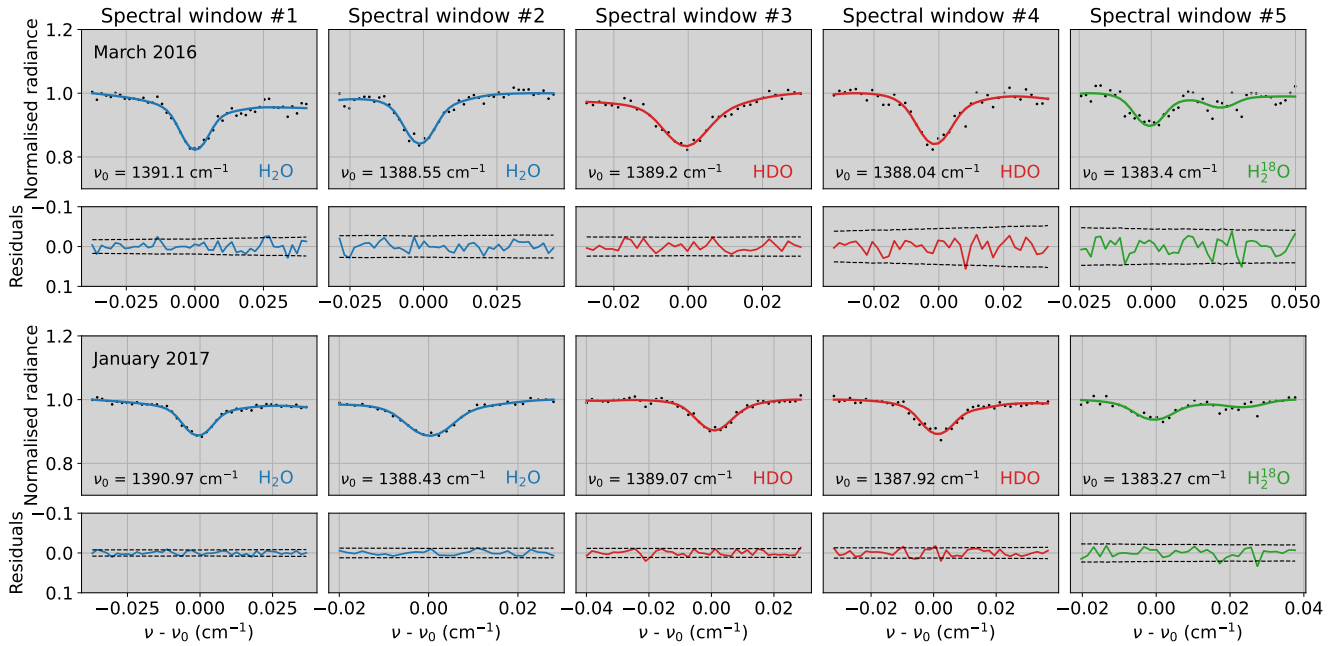 Spectral window #1 Spectral window #2 Spectral window #3 Spectral window #4 Spectral window #5
1.2
March 2016
1.0
Normalised radiance
0.8
ν₀ = 1391.1 cm⁻¹ H₂O
ν₀ = 1388.55 cm⁻¹ H₂O
ν₀ = 1389.2 cm⁻¹ HDO
ν₀ = 1388.04 cm⁻¹ HDO
ν₀ = 1383.4 cm⁻¹ H₂¹⁸O
−0.1
0.0
0.1
Residuals
−0.025 0.000 0.025
−0.02 0.00 0.02
−0.02 0.00 0.02
−0.02 0.00 0.02
−0.025 0.000 0.025 0.050
1.2
January 2017
1.0
Normalised radiance
0.8
ν₀ = 1390.97 cm⁻¹ H₂O
ν₀ = 1388.43 cm⁻¹ H₂O
ν₀ = 1389.07 cm⁻¹ HDO
ν₀ = 1387.92 cm⁻¹ HDO
ν₀ = 1383.27 cm⁻¹ H₂¹⁸O
−0.1
0.0
0.1
Residuals
−0.025 0.000 0.025
−0.02 0.00 0.02
−0.04 −0.02 0.00 0.02
−0.02 0.00 0.02
−0.02 0.00 0.02 0.04
ν - ν₀ (cm⁻¹) ν - ν₀ (cm⁻¹) ν - ν₀ (cm⁻¹) ν - ν₀ (cm⁻¹) ν - ν₀ (cm⁻¹)